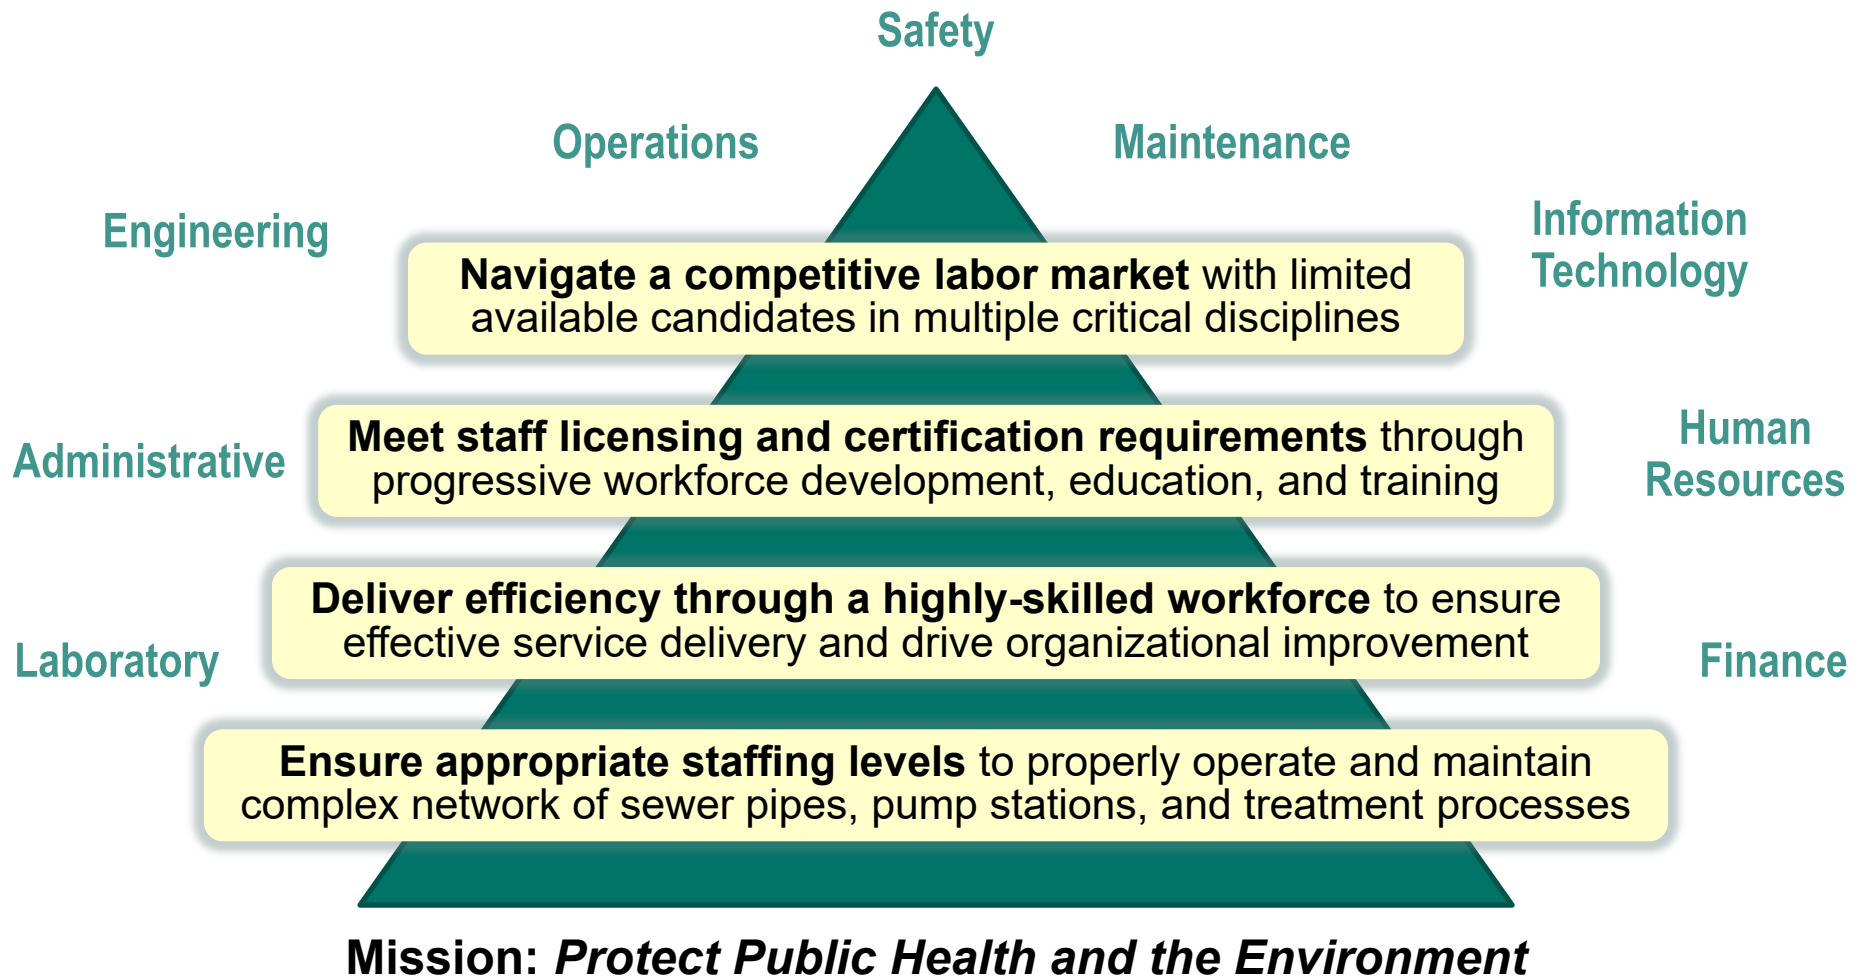 Safety
Operations
Maintenance
Engineering
Information
Technology
Navigate a competitive labor market with limited
available candidates in multiple critical disciplines
Administrative
Meet staff licensing and certification requirements through
progressive workforce development, education, and training
Human
Resources
Laboratory
Deliver efficiency through a highly-skilled workforce to ensure
effective service delivery and drive organizational improvement
Finance
Ensure appropriate staffing levels to properly operate and maintain
complex network of sewer pipes, pump stations, and treatment processes
Mission: Protect Public Health and the Environment